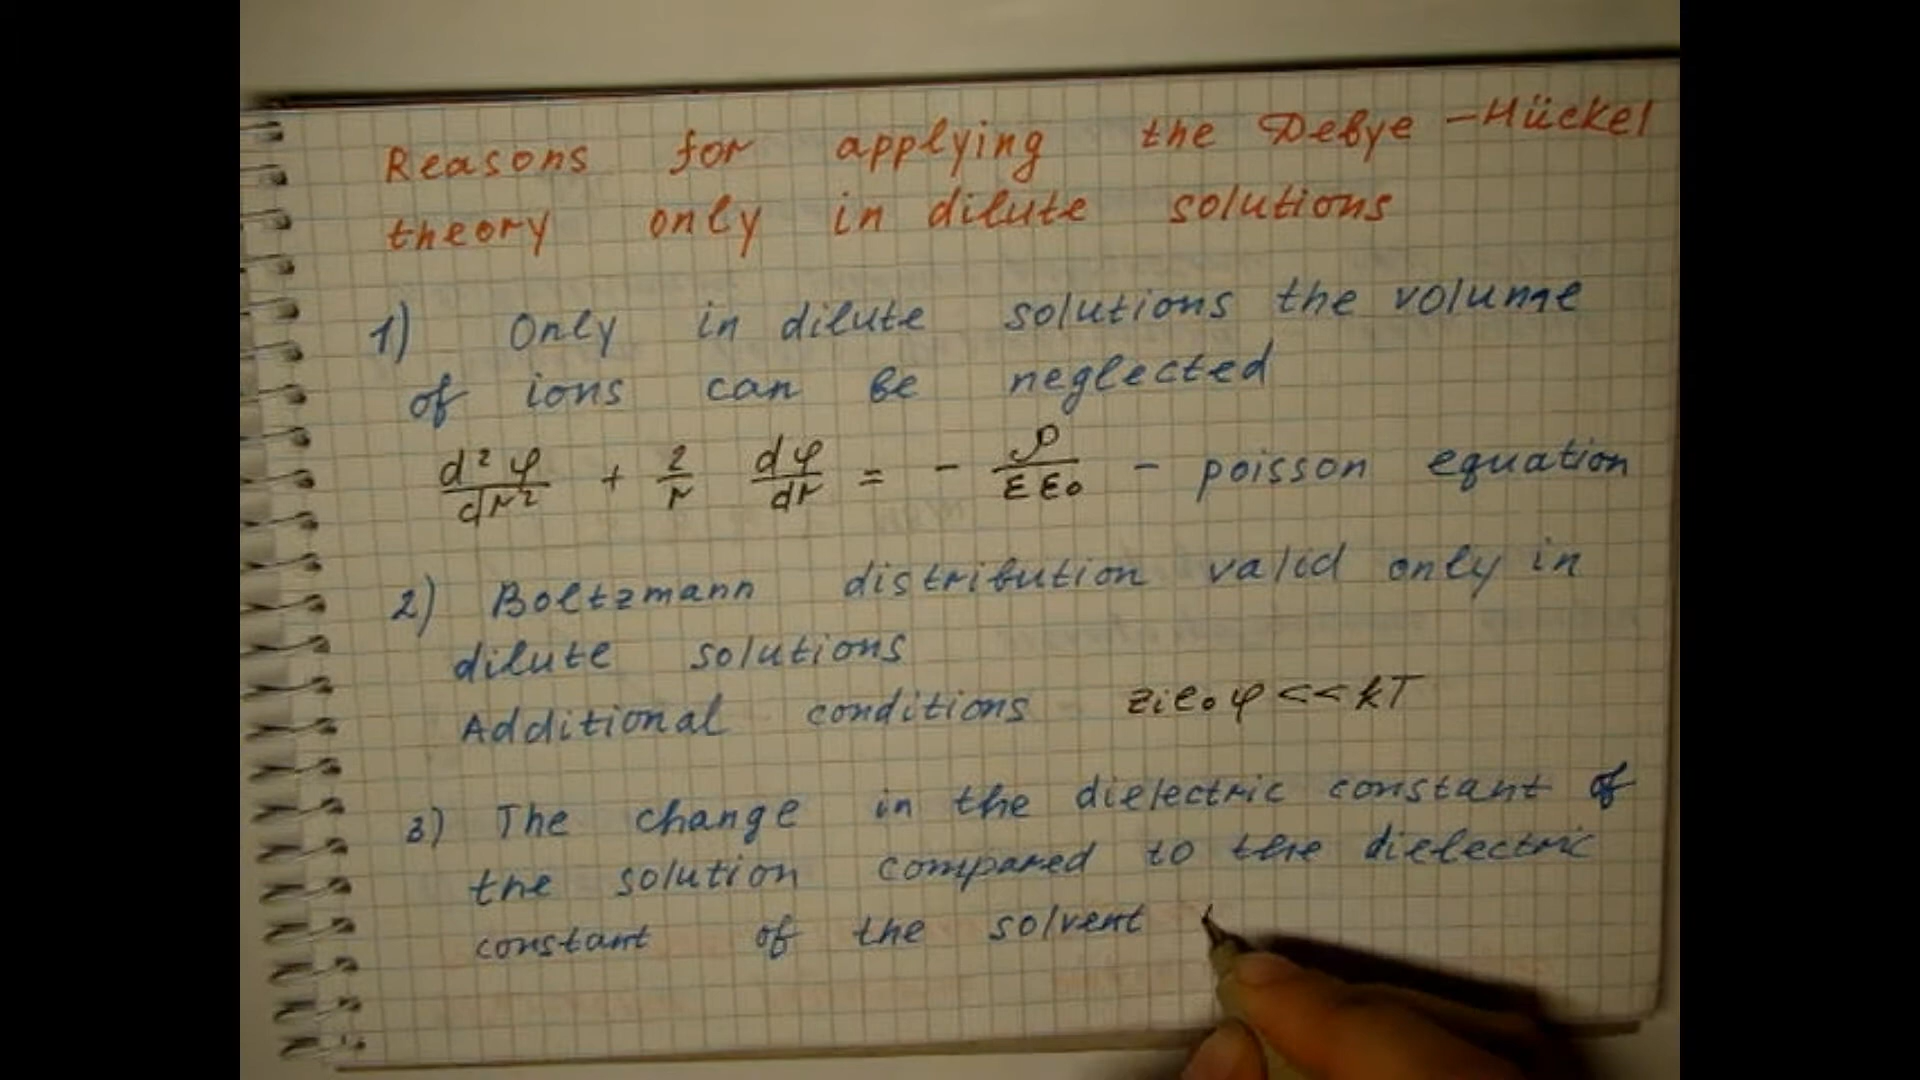 Reasons for applying the Debye-Hückel
theory only in dilute solutions
1) Only in dilute solutions the volume
of ions can be neglected
d²φ/dr² + 2/r dφ/dr = - ρ/εε₀ - poisson equation
2) Boltzmann distribution valid only in
dilute solutions
Additional conditions zᵢe₀φ << kT
3) The change in the dielectric constant of
the solution compared to the dielectric
constant of the solvent